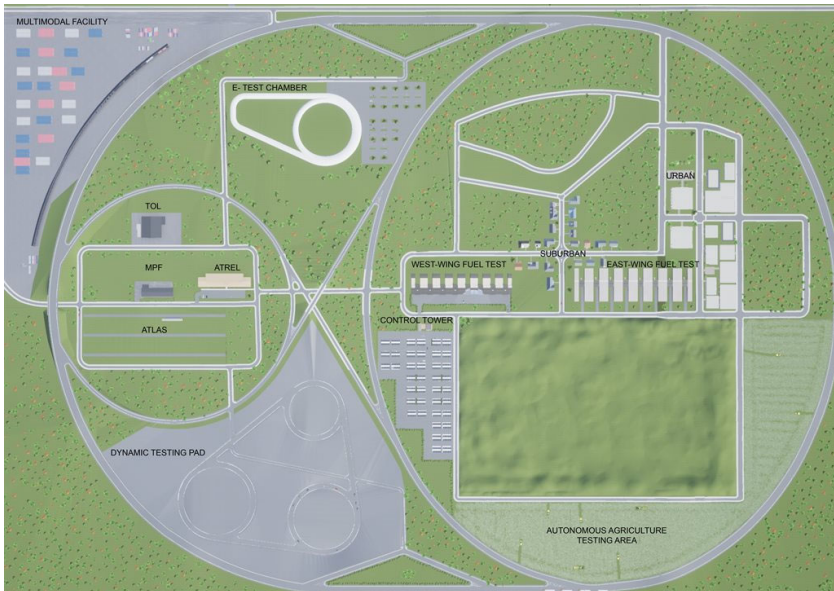 MULTIMODAL FACILITY
E- TEST CHAMBER
URBAN
TOL
SUBURBAN
MPF
ATREL
WEST-WING FUEL TEST
EAST-WING FUEL TEST
CONTROL TOWER
ATLAS
DYNAMIC TESTING PAD
AUTONOMOUS AGRICULTURE
TESTING AREA